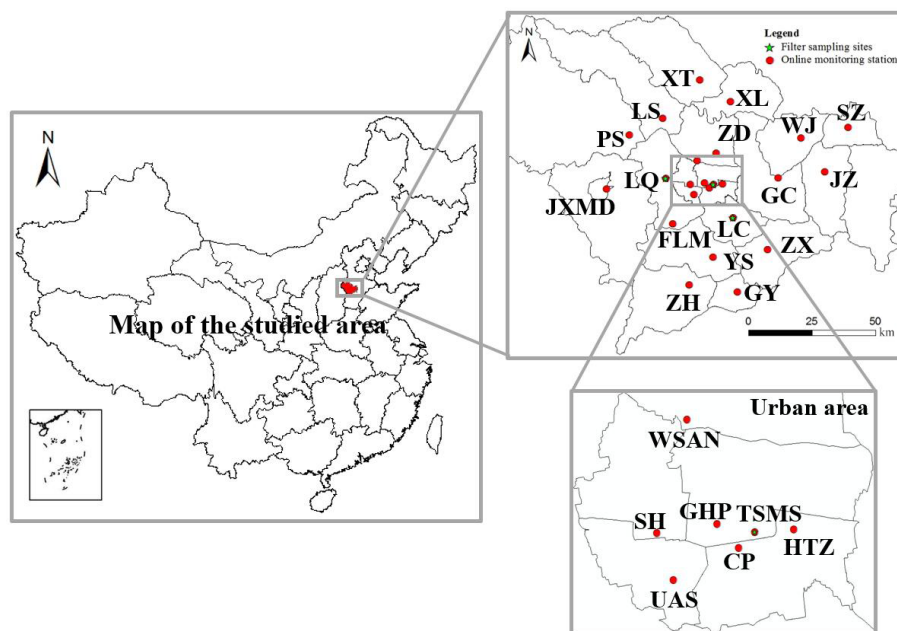 N
Map of the studied area
N
Legend
Filter sampling sites
Online monitoring station
XT
XL
LS
PS
ZD
WJ
SZ
LQ
JXMD
GC
JZ
FLM
LC
ZX
YS
ZH
GY
0 25 50
km
Urban area
WSAN
GHP
TSMS
SH
CP
HTZ
UAS